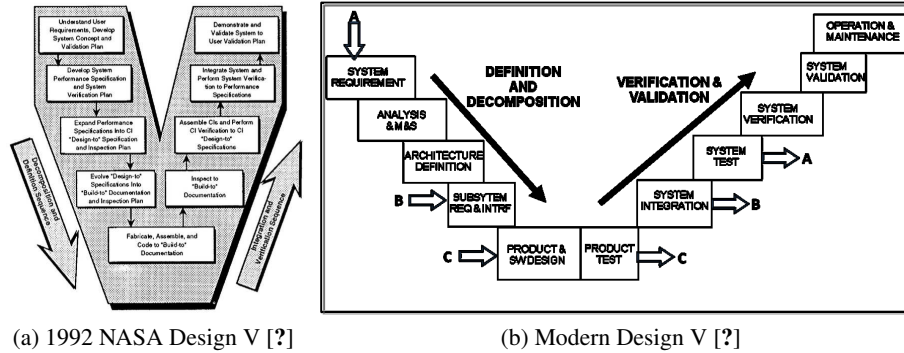 Understand User
Requirements, Develop
System Concept and
Validation Plan
Develop System
Performance Specification
and System
Verification Plan
Expand Performance
Specifications Into CI
"Design-to" Specification
and Inspection Plan
Evolve "Design-to"
Specifications Into
"Build-to" Documentation
and Inspection Plan
Fabricate, Assemble, and
Code to "Build-to"
Documentation
Inspect to
"Build-to"
Documentation
Assemble CIs and Perform
CI Verification to CI
"Design-to"
Specifications
Integrate System and
Perform System Verifica-
tion to Performance
Specifications
Demonstrate and
Validate System to
User Validation Plan
Decomposition and
Definition Sequence
Integration and
Verification Sequence
(a) 1992 NASA Design V [?]
A
SYSTEM
REQUIREMENT
ANALYSIS
& M&S
ARCHITECTURE
DEFINITION
B
SUBSYTEM
REQ & INTRF
C
PRODUCT &
SWDESIGN
DEFINITION
AND
DECOMPOSITION
VERIFICATION &
VALIDATION
PRODUCT
TEST
C
SYSTEM
INTEGRATION
B
SYSTEM
TEST
A
SYSTEM
VERIFICATION
SYSTEM
VALIDATION
OPERATION &
MAINTENANCE
(b) Modern Design V [?]